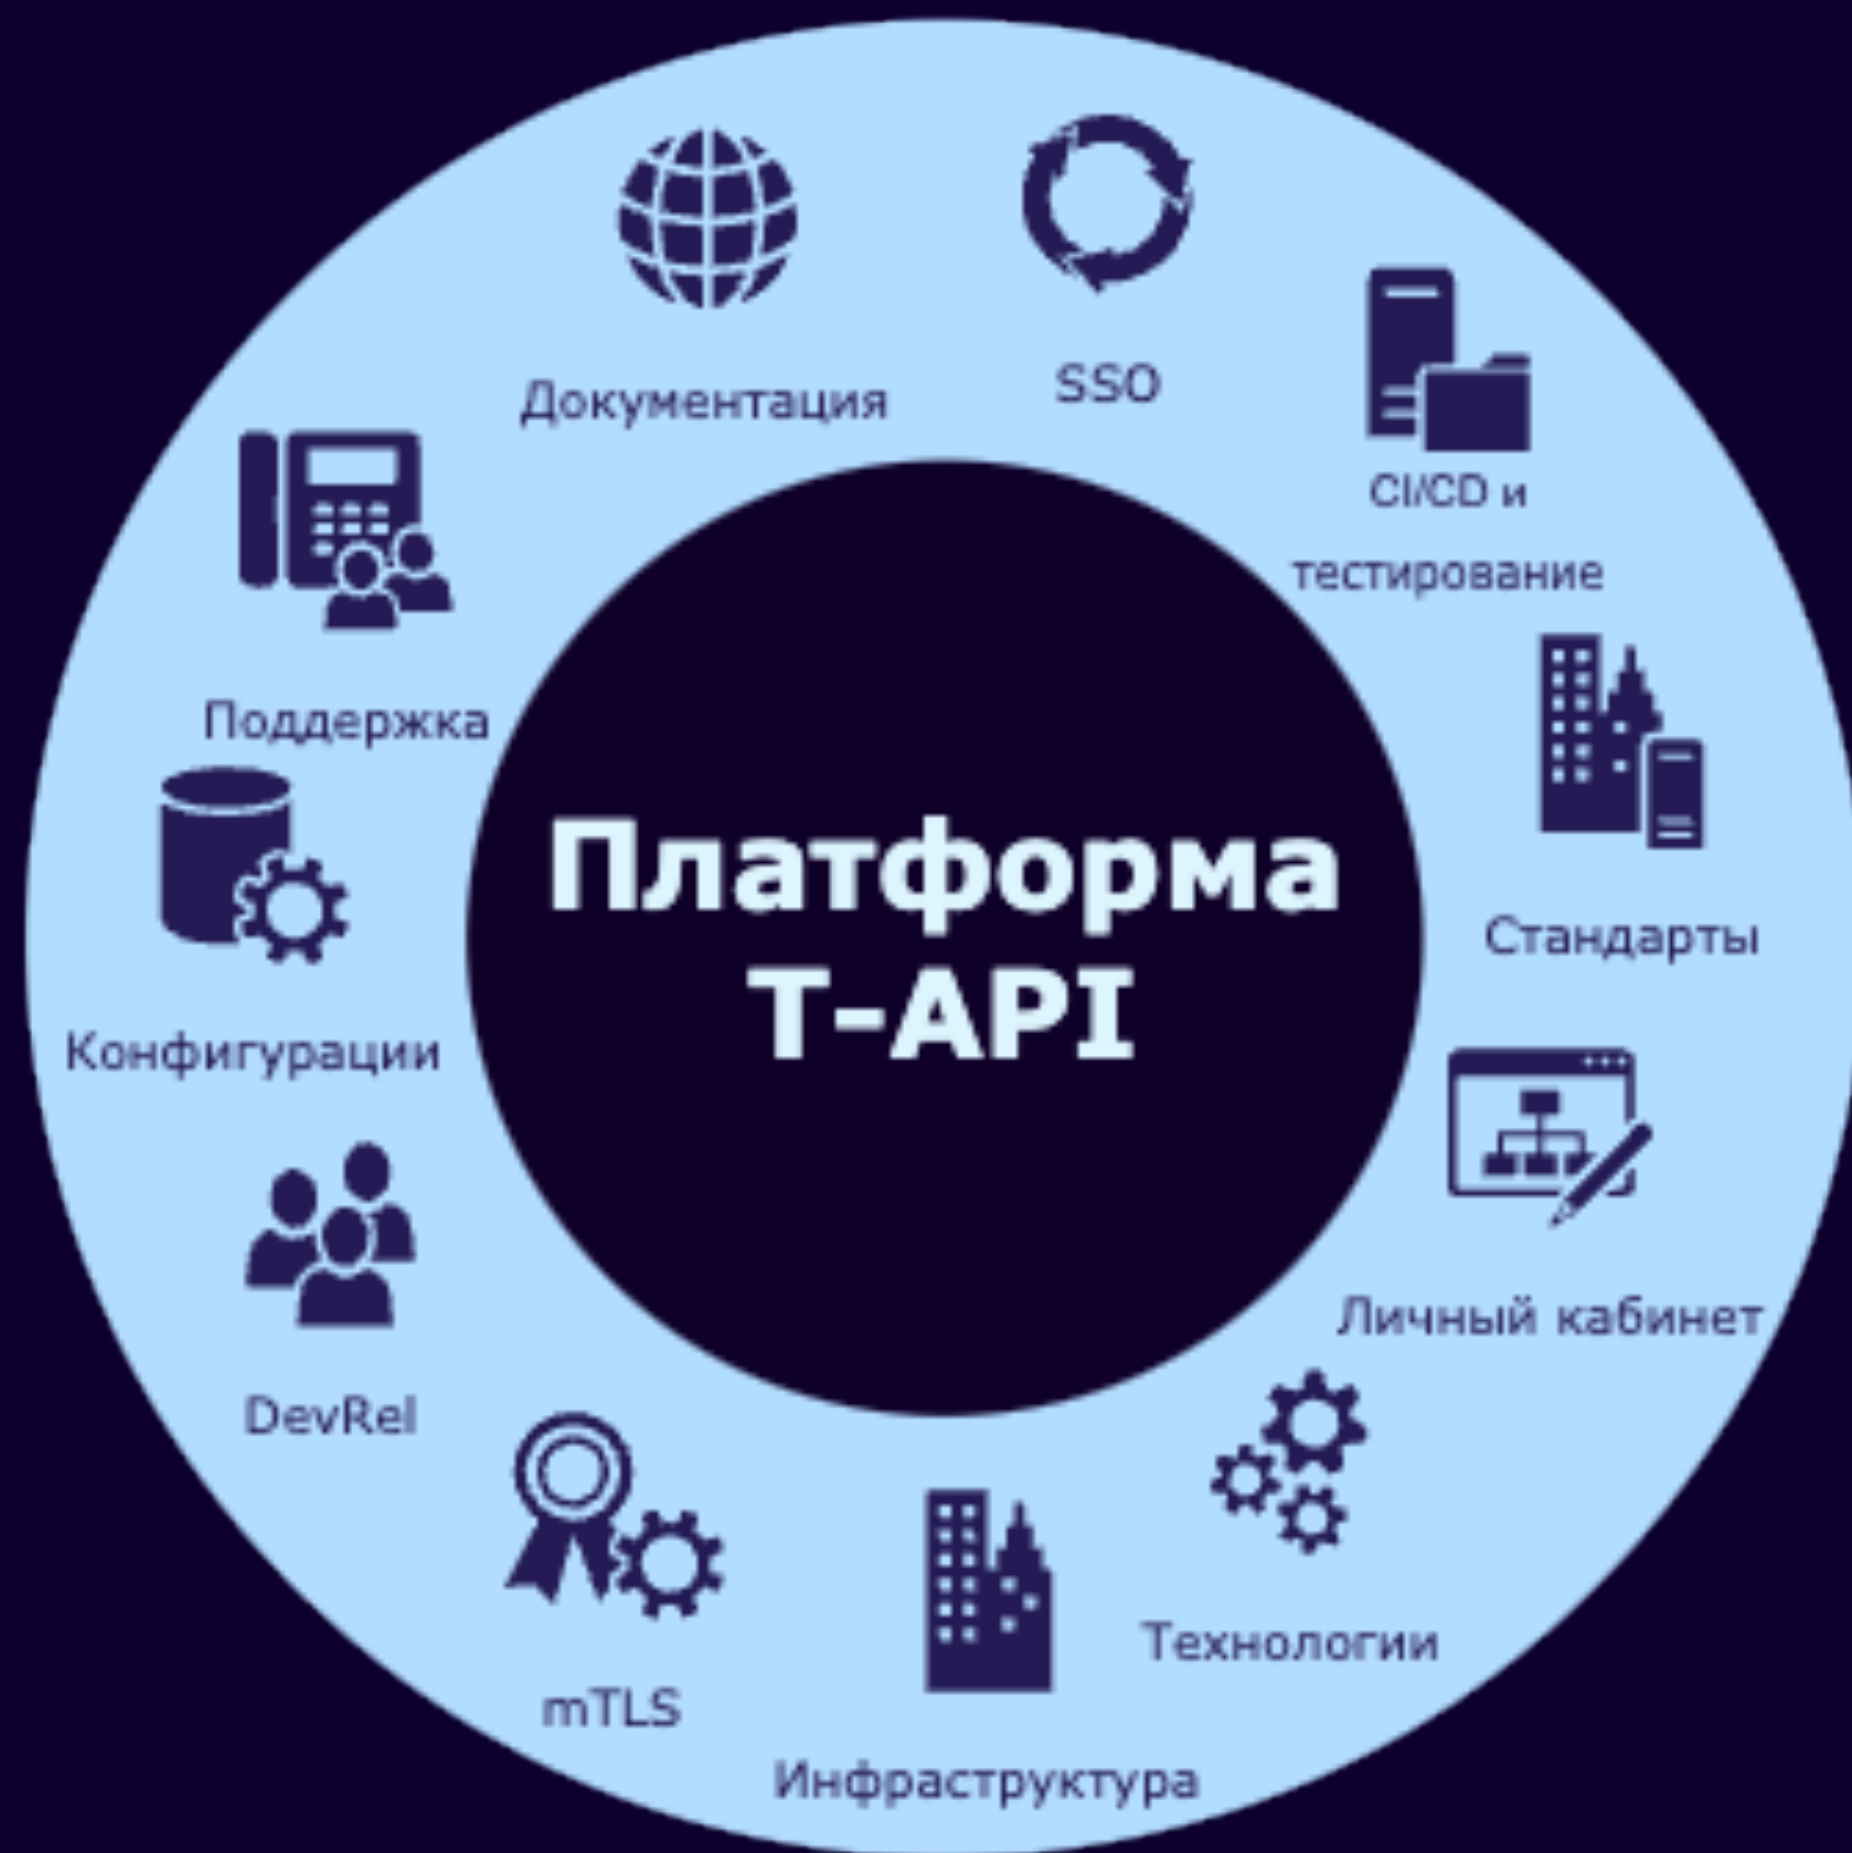 Документация
SSO
CI/CD и
тестирование
Стандарты
Личный кабинет
Технологии
Инфраструктура
mTLS
DevRel
Конфигурации
Поддержка
Платформа
T-API